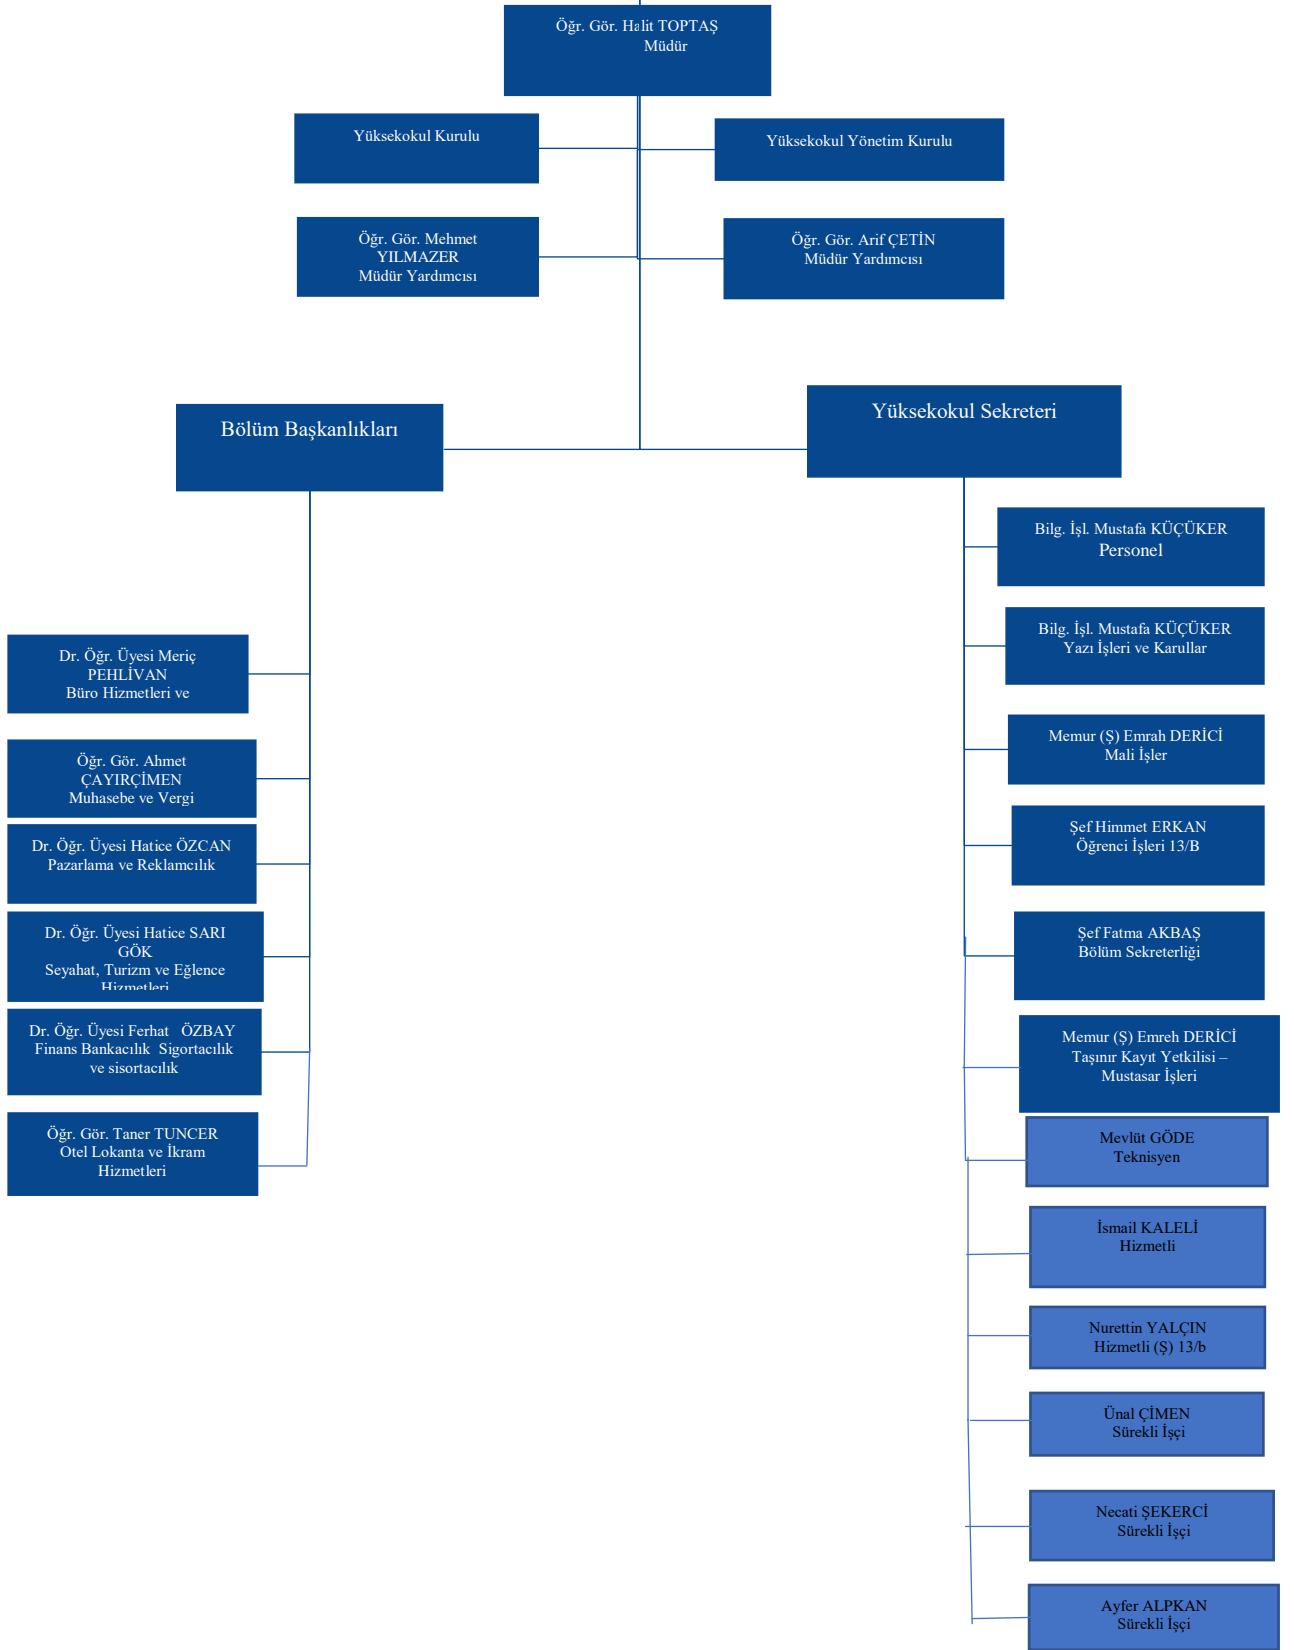 Öğr. Gör. Halit TOPTAŞ
Müdür
Yüksekokul Kurulu
Yüksekokul Yönetim Kurulu
Öğr. Gör. Mehmet
YILMAZER
Müdür Yardımcısı
Öğr. Gör. Arif ÇETİN
Müdür Yardımcısı
Bölüm Başkanlıkları
Yüksekokul Sekreteri
Dr. Öğr. Üyesi Meriç
PEHLİVAN
Büro Hizmetleri ve
Öğr. Gör. Ahmet
ÇAYIRÇİMEN
Muhasebe ve Vergi
Dr. Öğr. Üyesi Hatice ÖZCAN
Pazarlama ve Reklamcılık
Dr. Öğr. Üyesi Hatice SARI
GÖK
Seyahat, Turizm ve Eğlence
Hizmetleri
Dr. Öğr. Üyesi Ferhat ÖZBAY
Finans Bankacılık Sigortacılık
ve sisortacılık
Öğr. Gör. Taner TUNCER
Otel Lokanta ve İkram
Hizmetleri
Bilg. İşl. Mustafa KÜÇÜKER
Personel
Bilg. İşl. Mustafa KÜÇÜKER
Yazı İşleri ve Karullar
Memur (Ş) Emrah DERİCİ
Mali İşler
Şef Himmet ERKAN
Öğrenci İşleri 13/B
Şef Fatma AKBAŞ
Bölüm Sekreterliği
Memur (Ş) Emreh DERİCİ
Taşınır Kayıt Yetkilisi –
Mustasar İşleri
Mevlüt GÖDE
Teknisyen
İsmail KALELİ
Hizmetli
Nurettin YALÇIN
Hizmetli (Ş) 13/b
Ünal ÇİMEN
Sürekli İşçi
Necati ŞEKERCİ
Sürekli İşçi
Ayfer ALPKAN
Sürekli İşçi